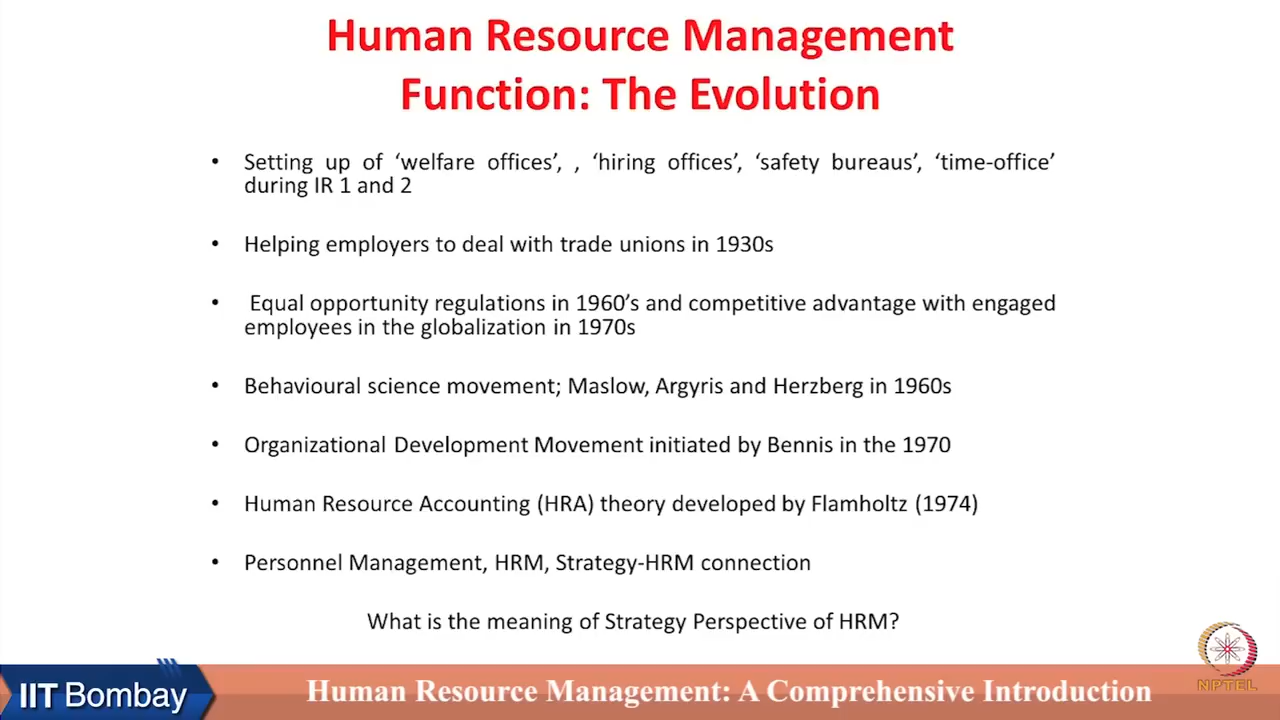 Human Resource Management
Function: The Evolution
• Setting up of ‘welfare offices’, , ‘hiring offices’, ‘safety bureaus’, ‘time-office’
during IR 1 and 2
• Helping employers to deal with trade unions in 1930s
• Equal opportunity regulations in 1960’s and competitive advantage with engaged
employees in the globalization in 1970s
• Behavioural science movement; Maslow, Argyris and Herzberg in 1960s
• Organizational Development Movement initiated by Bennis in the 1970
• Human Resource Accounting (HRA) theory developed by Flamholtz (1974)
• Personnel Management, HRM, Strategy-HRM connection
What is the meaning of Strategy Perspective of HRM?
NPTEL
IIT Bombay
Human Resource Management: A Comprehensive Introduction